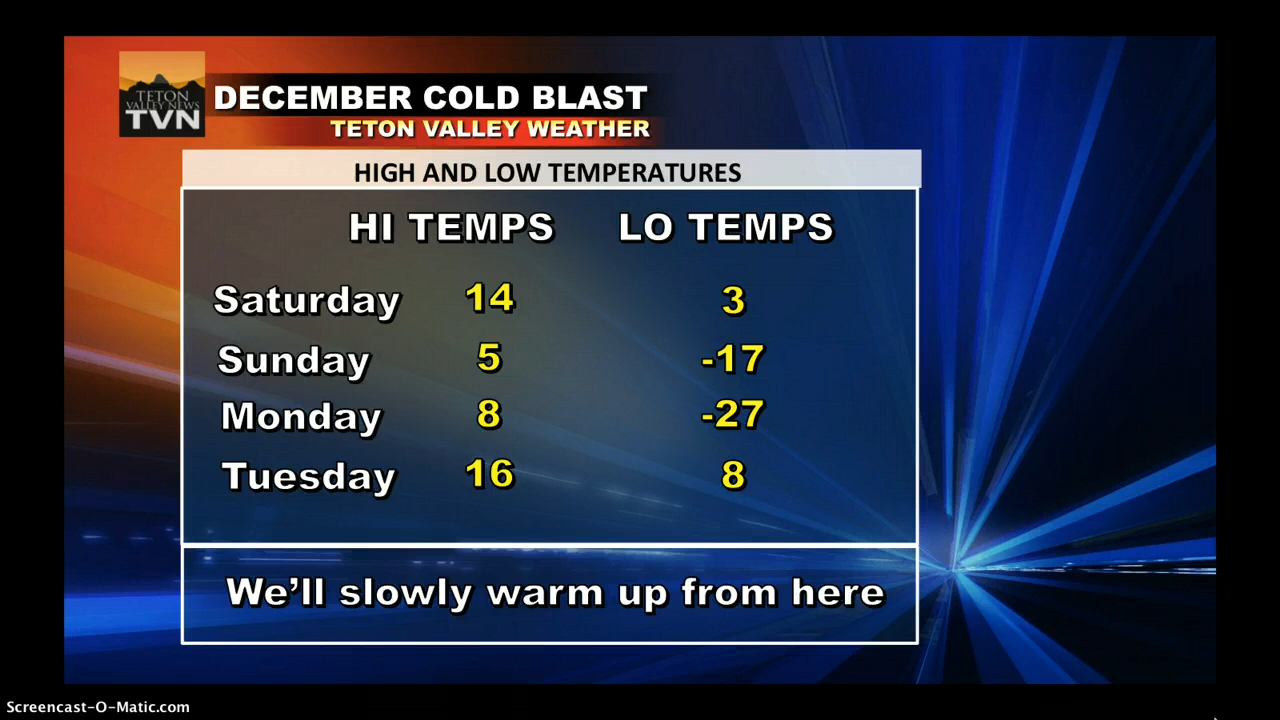 TETON
VALLEY NEWS
TVN
DECEMBER COLD BLAST
TETON VALLEY WEATHER
HIGH AND LOW TEMPERATURES
HI TEMPS LO TEMPS
Saturday 14 3
Sunday 5 -17
Monday 8 -27
Tuesday 16 8
We’ll slowly warm up from here
Screencast-O-Matic.com